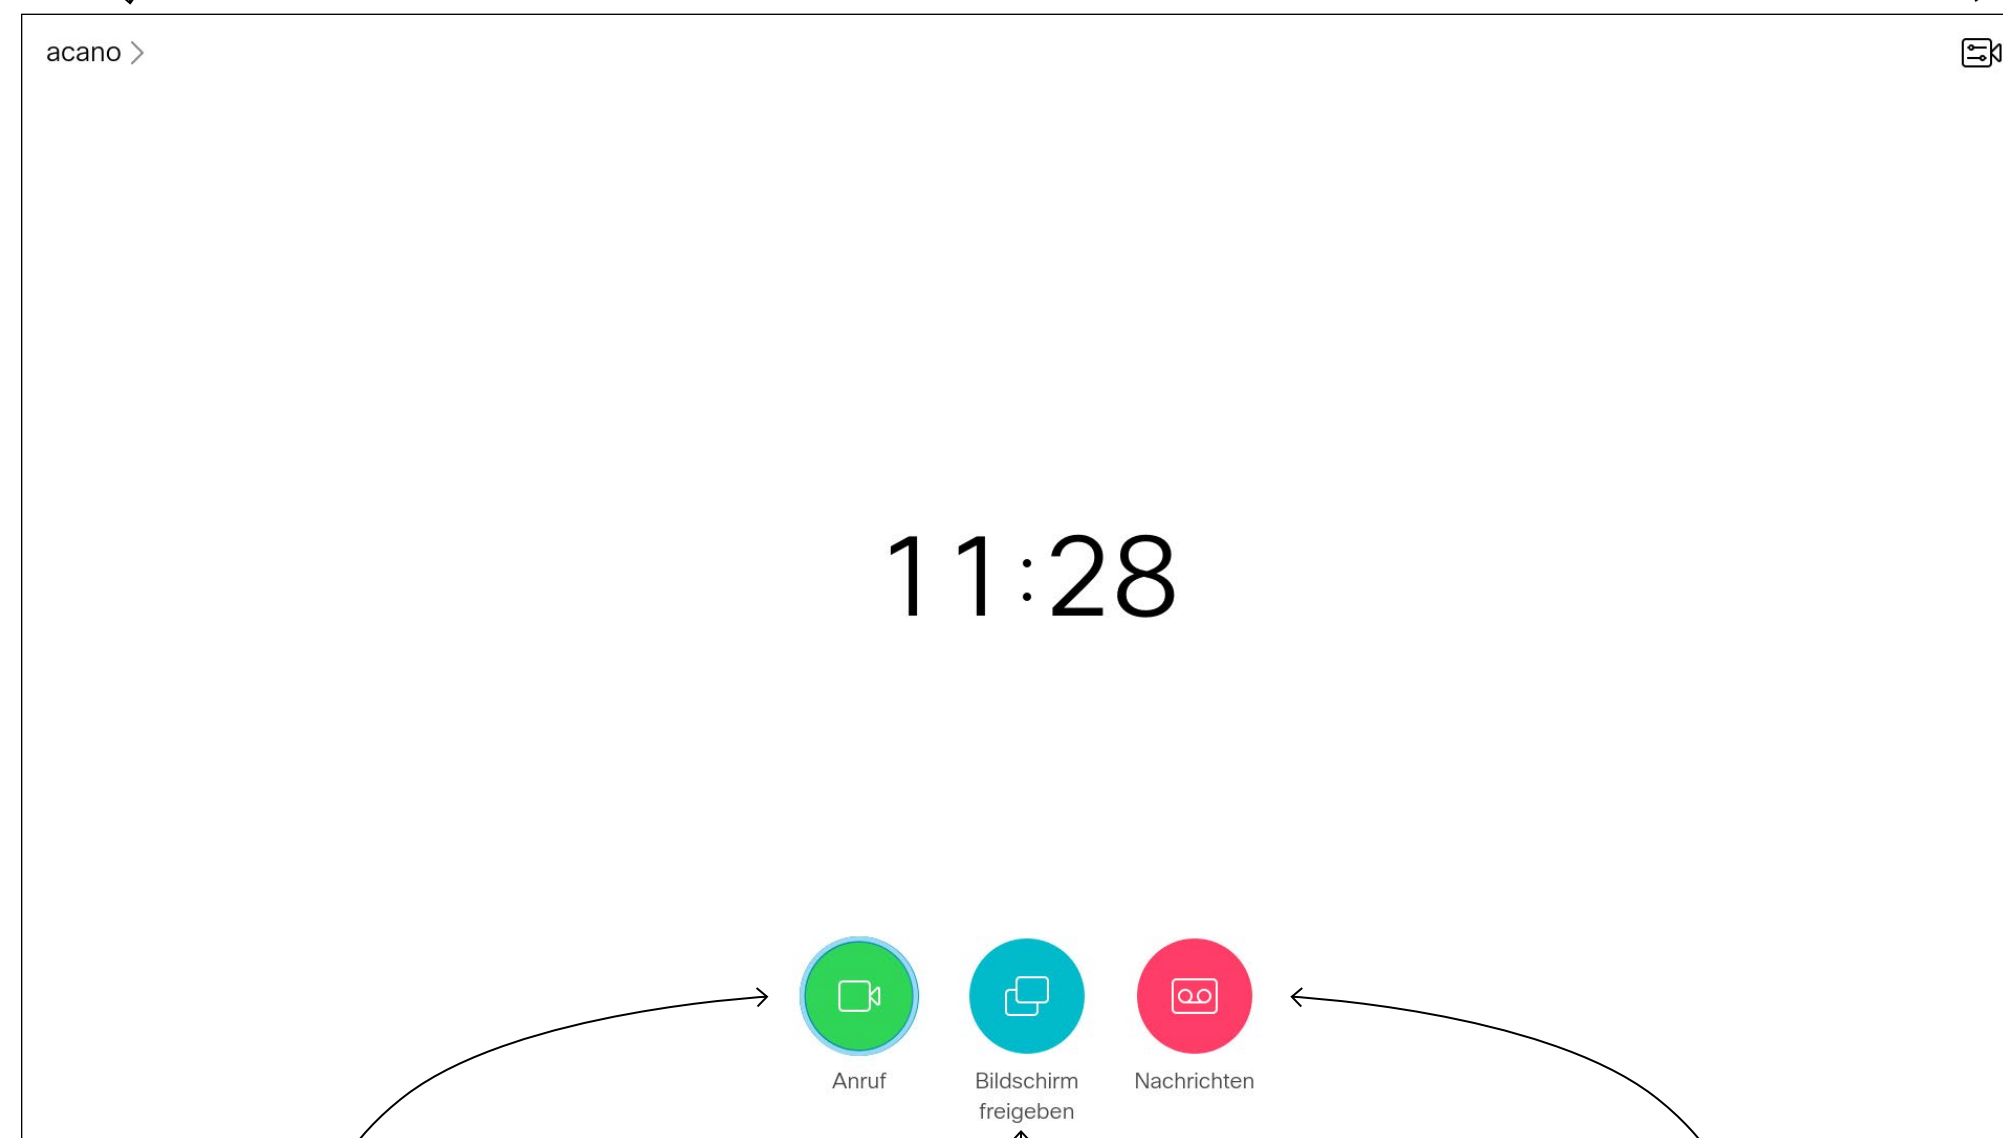 acano
11:28
Anruf
Bildschirm
freigeben
Nachrichten